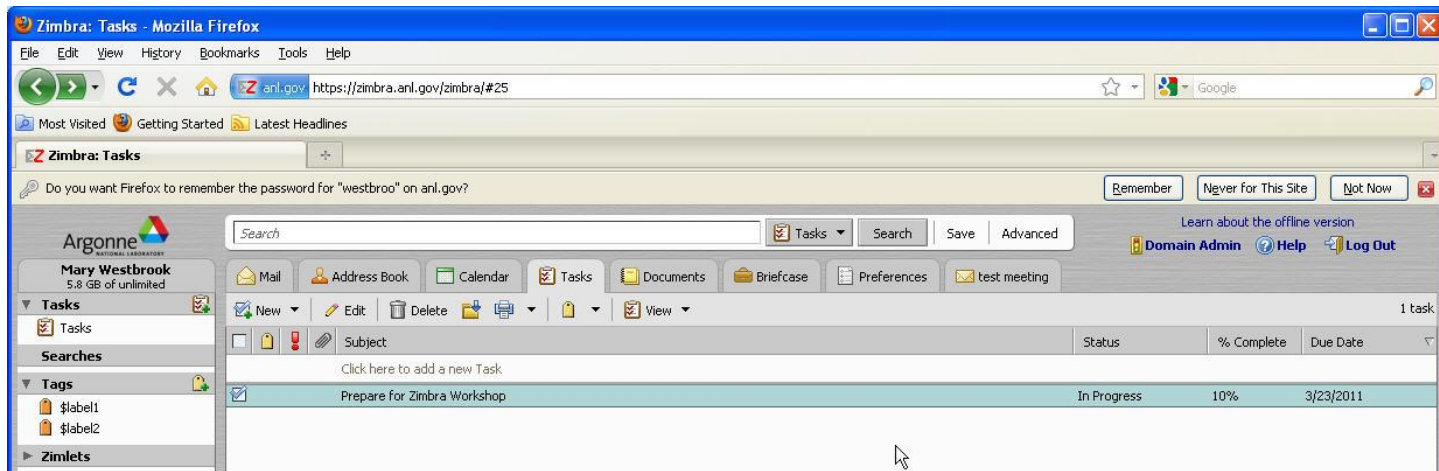 Zimbra: Tasks - Mozilla Firefox
File Edit View History Bookmarks Tools Help
anl.gov https://zimbra.anl.gov/zimbra/#25 Google
Most Visited Getting Started Latest Headlines
Zimbra: Tasks
Do you want Firefox to remember the password for "westbroo" on anl.gov? Remember Never for This Site Not Now
Learn about the offline version
Argonne Search Tasks Search Save Advanced
NATIONAL LABORATORY Domain Admin Help Log Out
Mary Westbrook
5.8 GB of unlimited
Mail Address Book Calendar Tasks Documents Briefcase Preferences test meeting
Tasks
New Edit Delete View 1 task
Tasks
Subject Status % Complete Due Date
Searches
Click here to add a new Task
Tags
Prepare for Zimbra Workshop In Progress 10% 3/23/2011
$label1
$label2
Zimlets